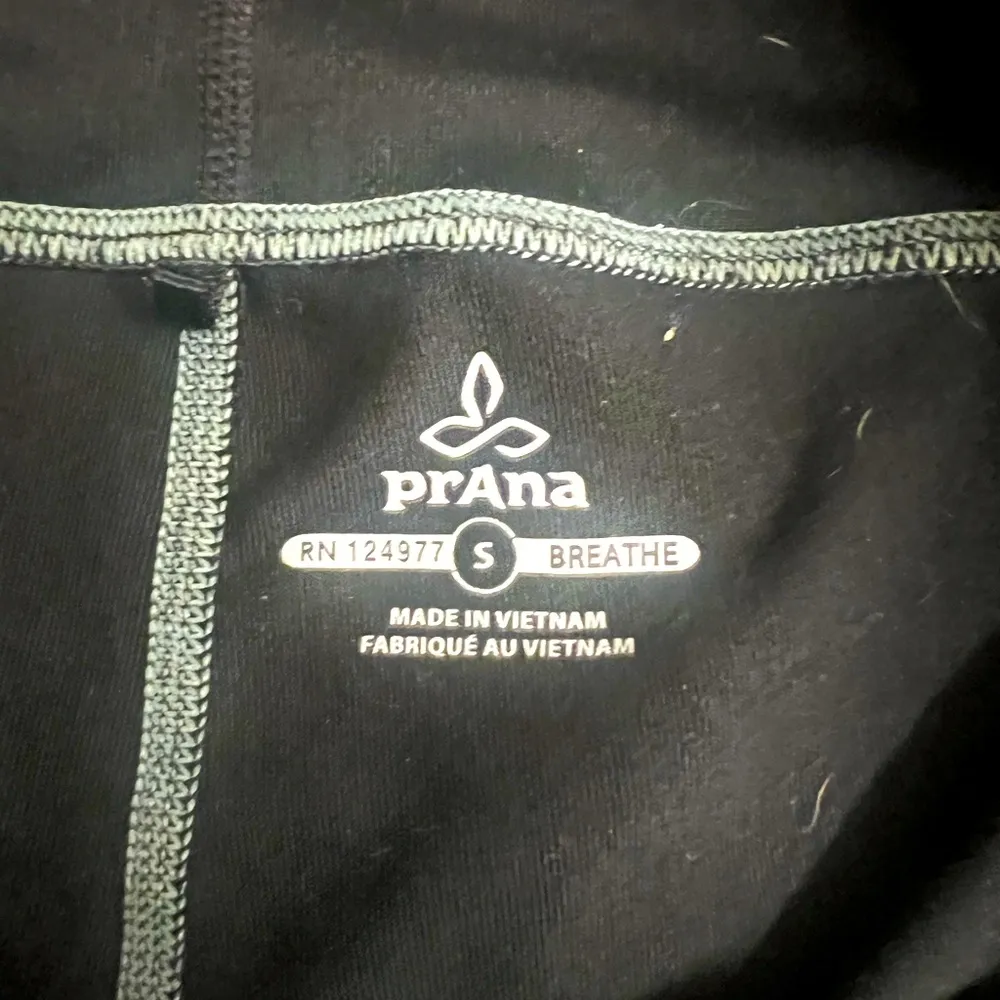 prAna
RN 124977 S BREATHE
MADE IN VIETNAM
FABRIQUÉ AU VIETNAM